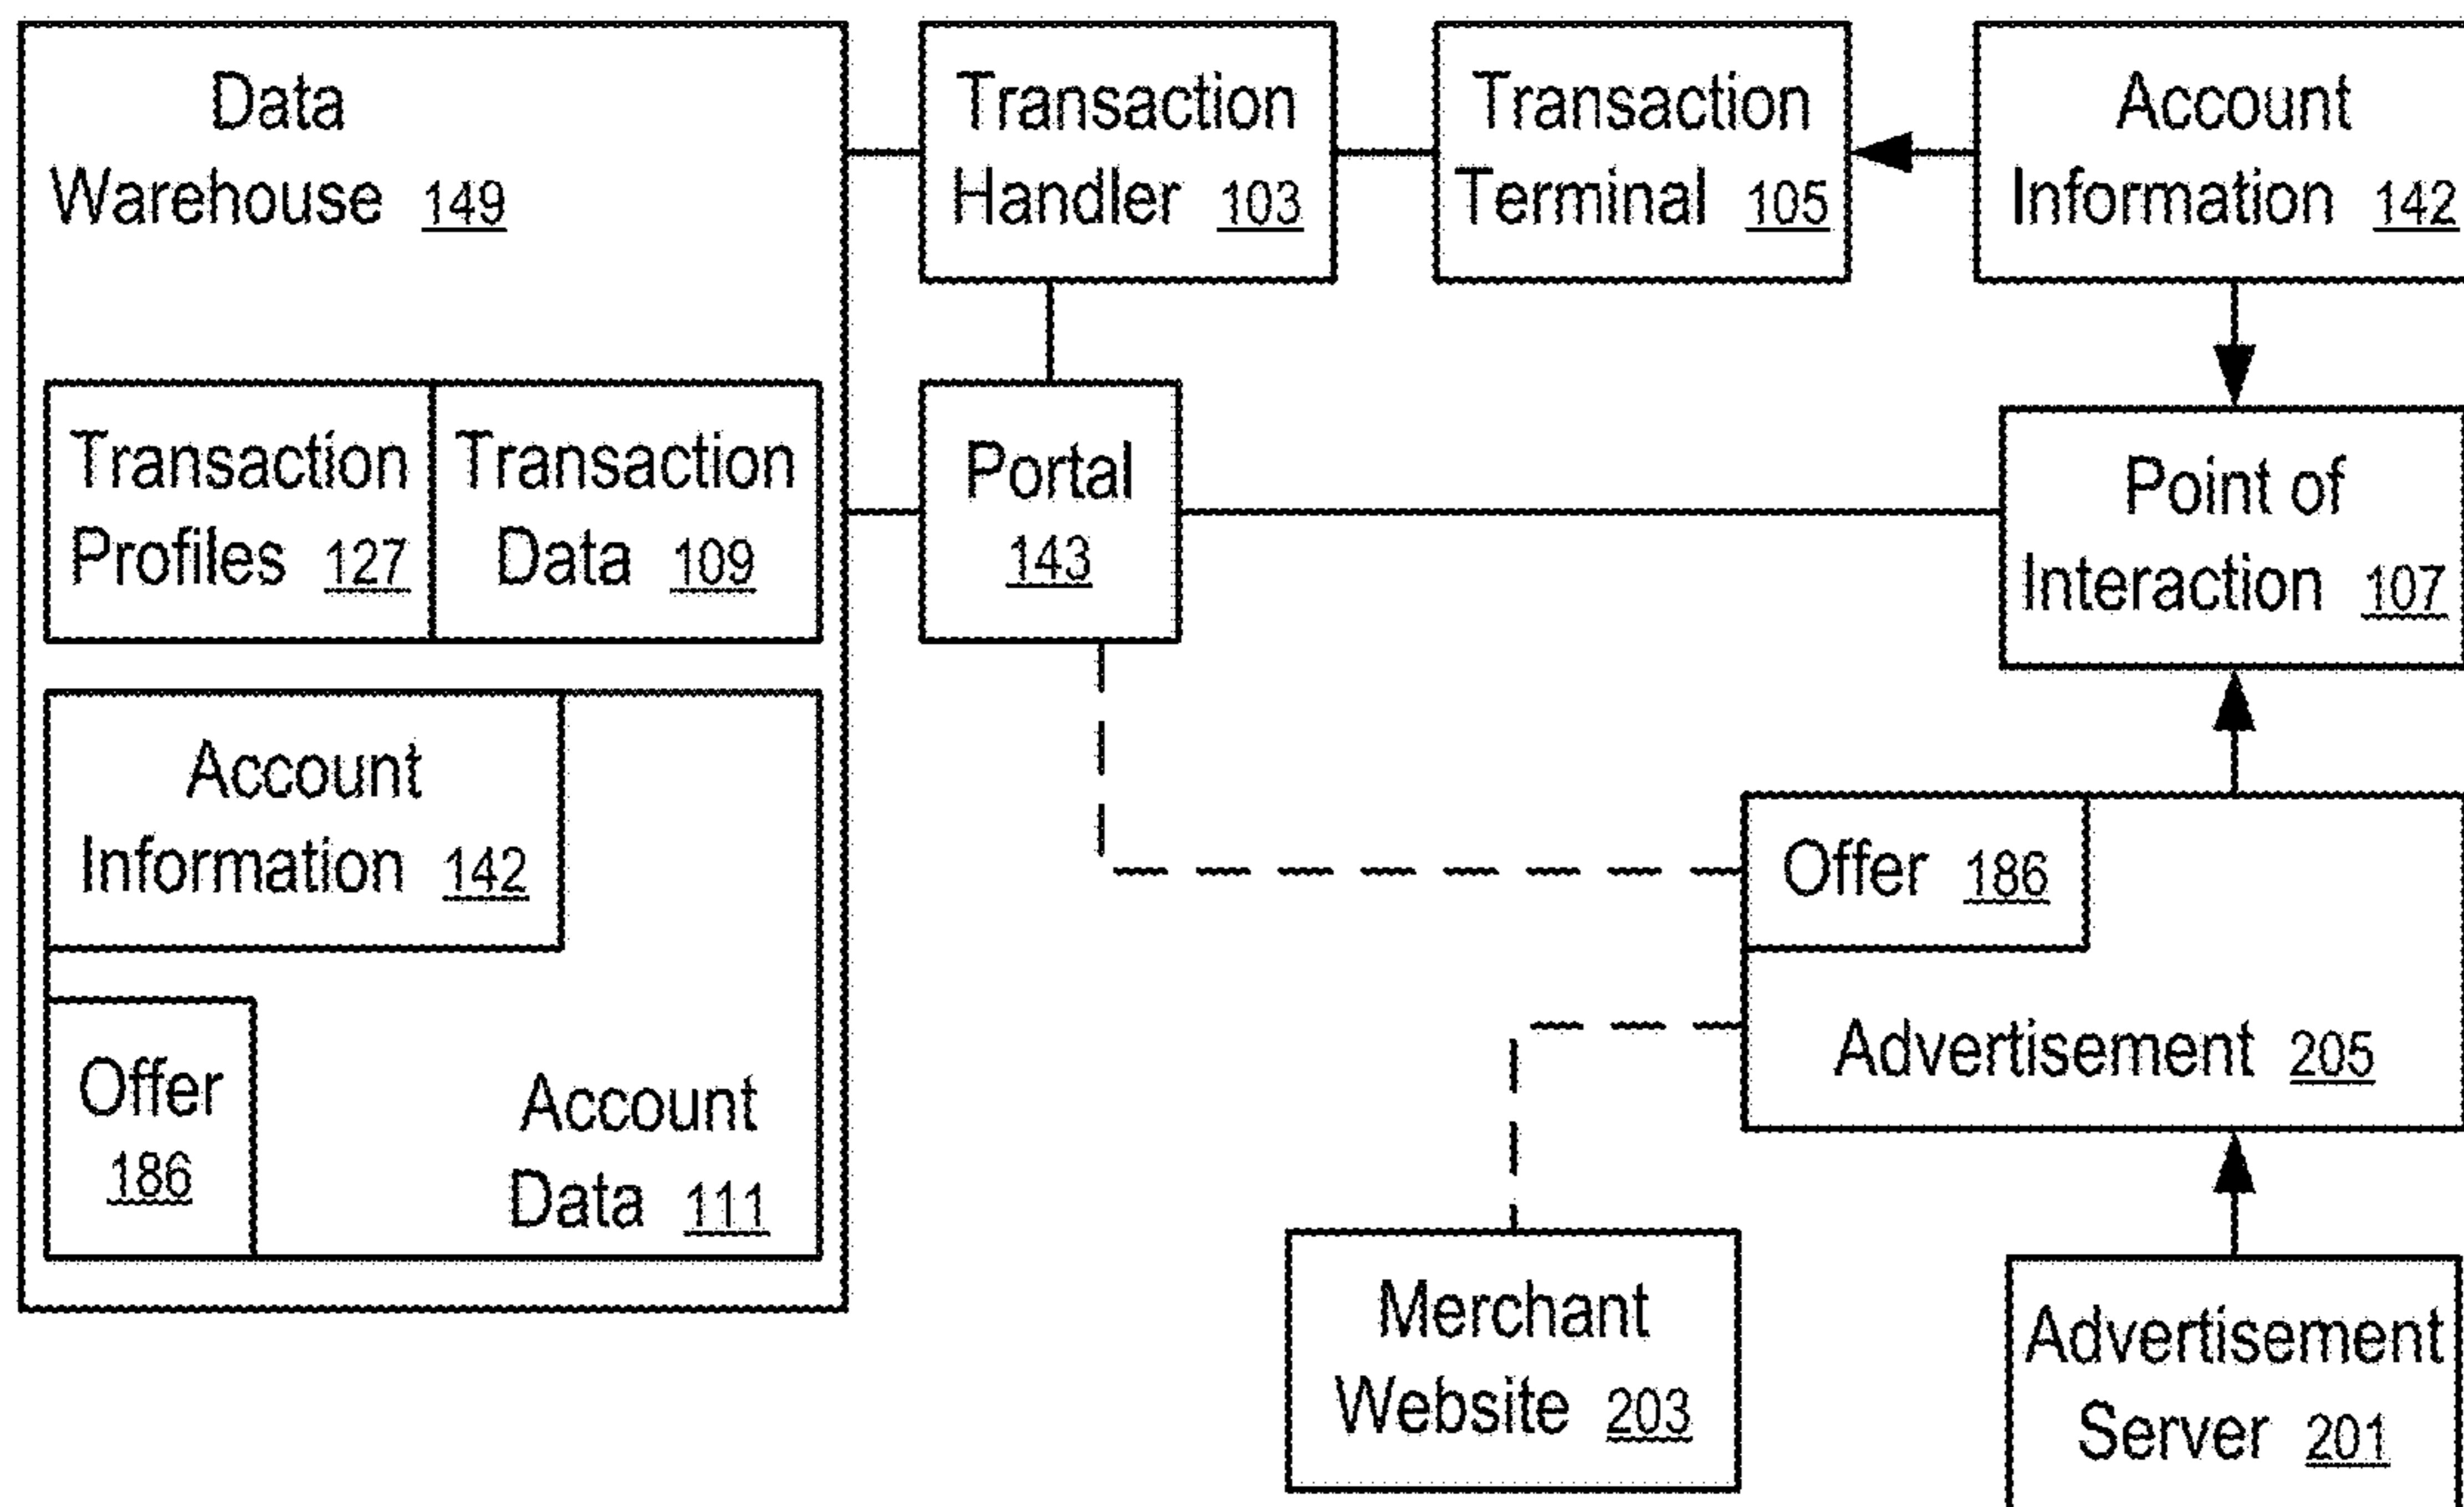 Data
Warehouse 149
Transaction
Handler 103
Transaction
Terminal 105
Account
Information 142
Transaction
Profiles 127
Transaction
Data 109
Portal
143
Point of
Interaction 107
Account
Information 142
Offer
186
Account
Data 111
Offer 186
Advertisement 205
Merchant
Website 203
Advertisement
Server 201